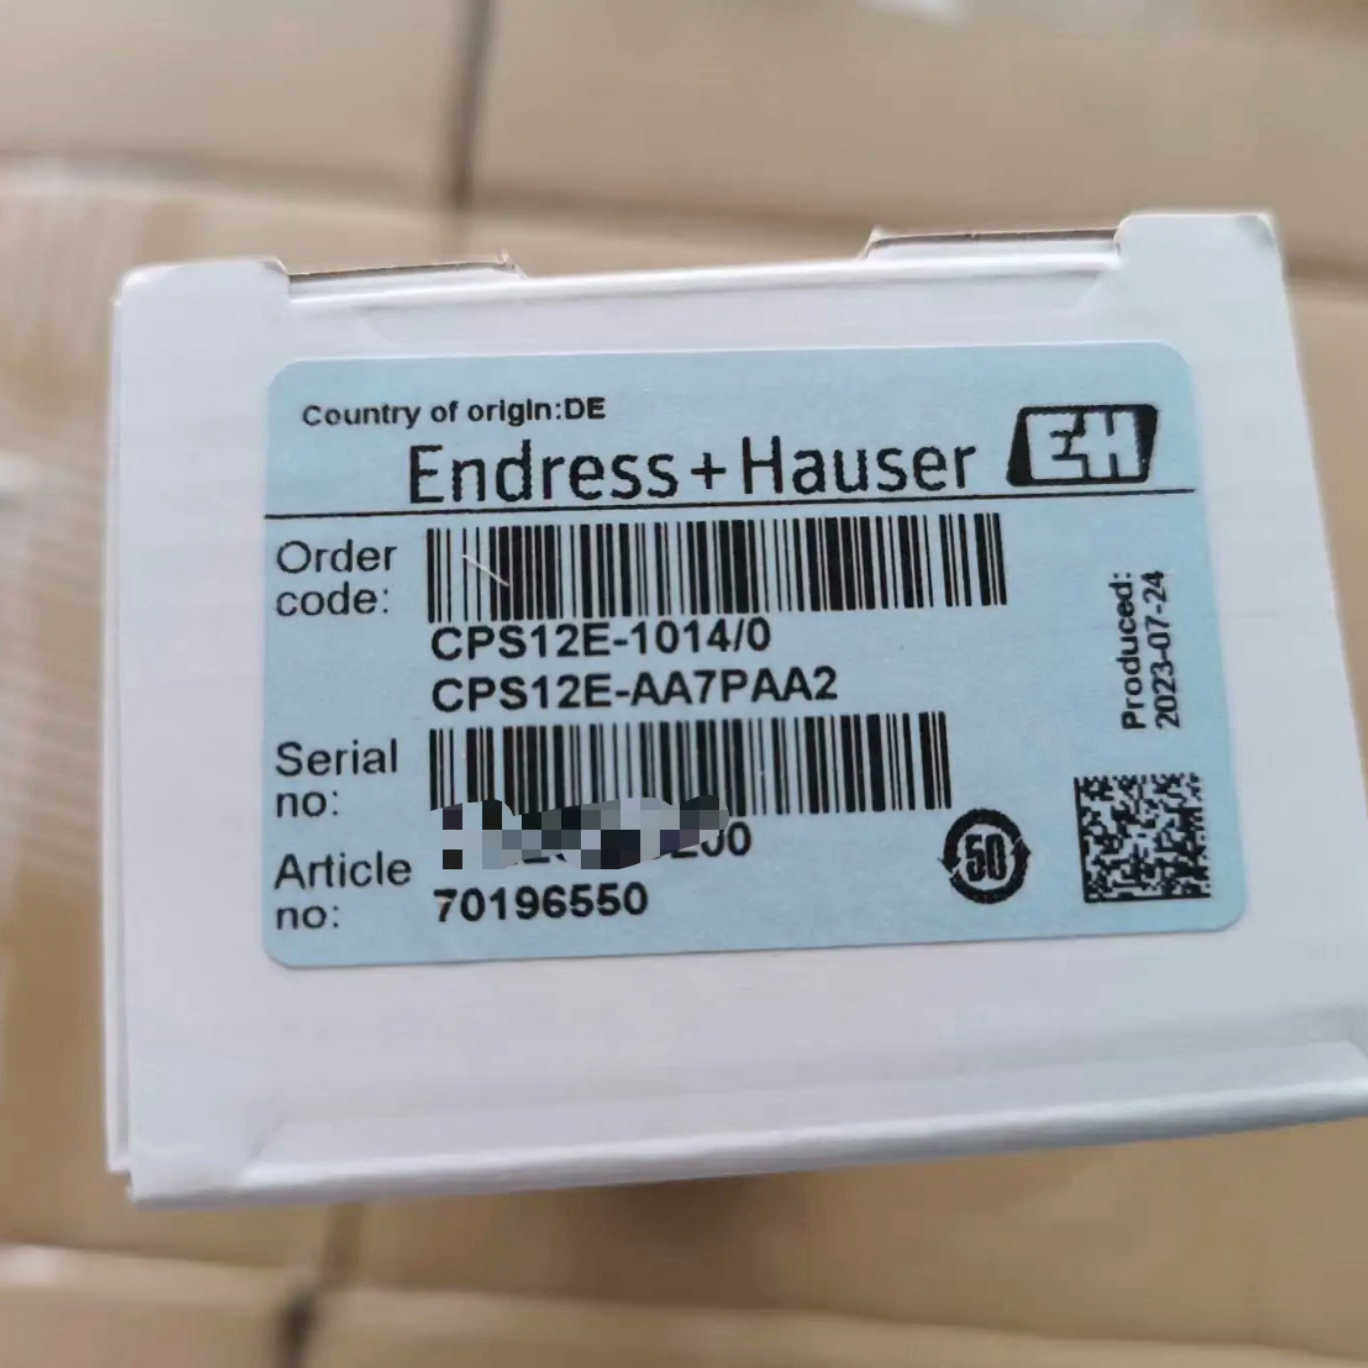 Country of origin:DE
Endress+Hauser EH
Order code:
CPS12E-1014/0
CPS12E-AA7PAA2
Serial no:
Article no:
70196550
50
Produced: 2023-07-24